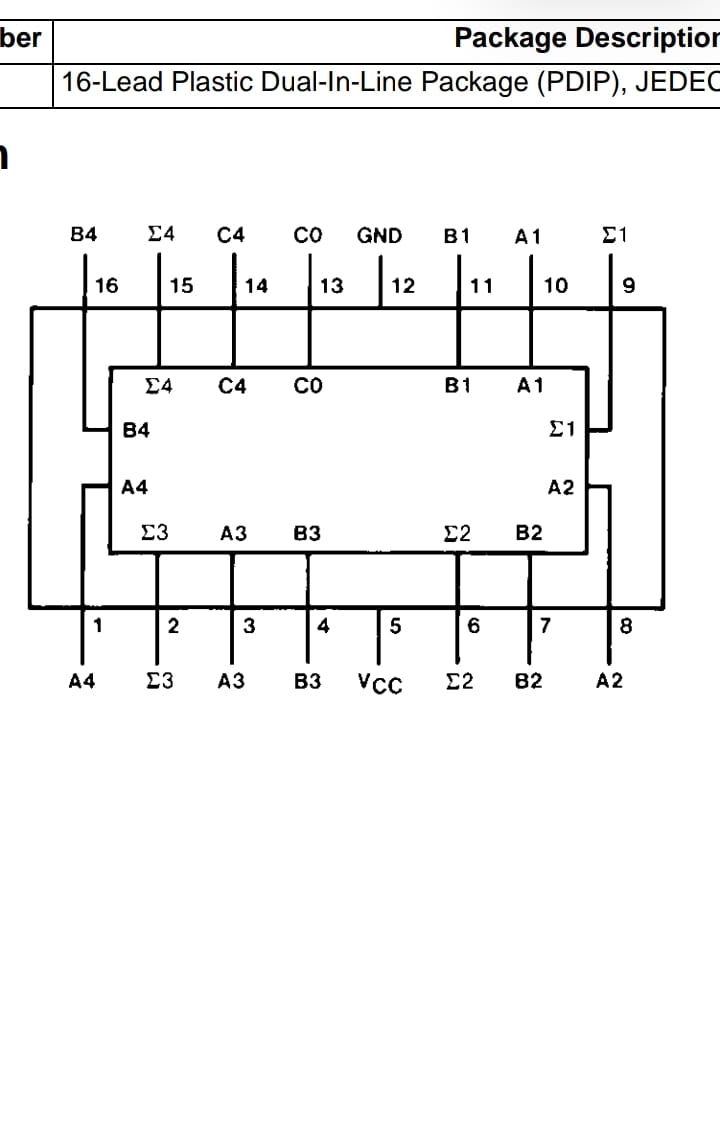 ber Package Description
16-Lead Plastic Dual-In-Line Package (PDIP), JEDEC
B4 Σ4 C4 C0 GND B1 A1 Σ1
16 15 14 13 12 11 10 9
Σ4 C4 C0 B1 A1
B4 Σ1
A4 A2
Σ3 A3 B3 Σ2 B2
1 2 3 4 5 6 7 8
A4 Σ3 A3 B3 VCC Σ2 B2 A2